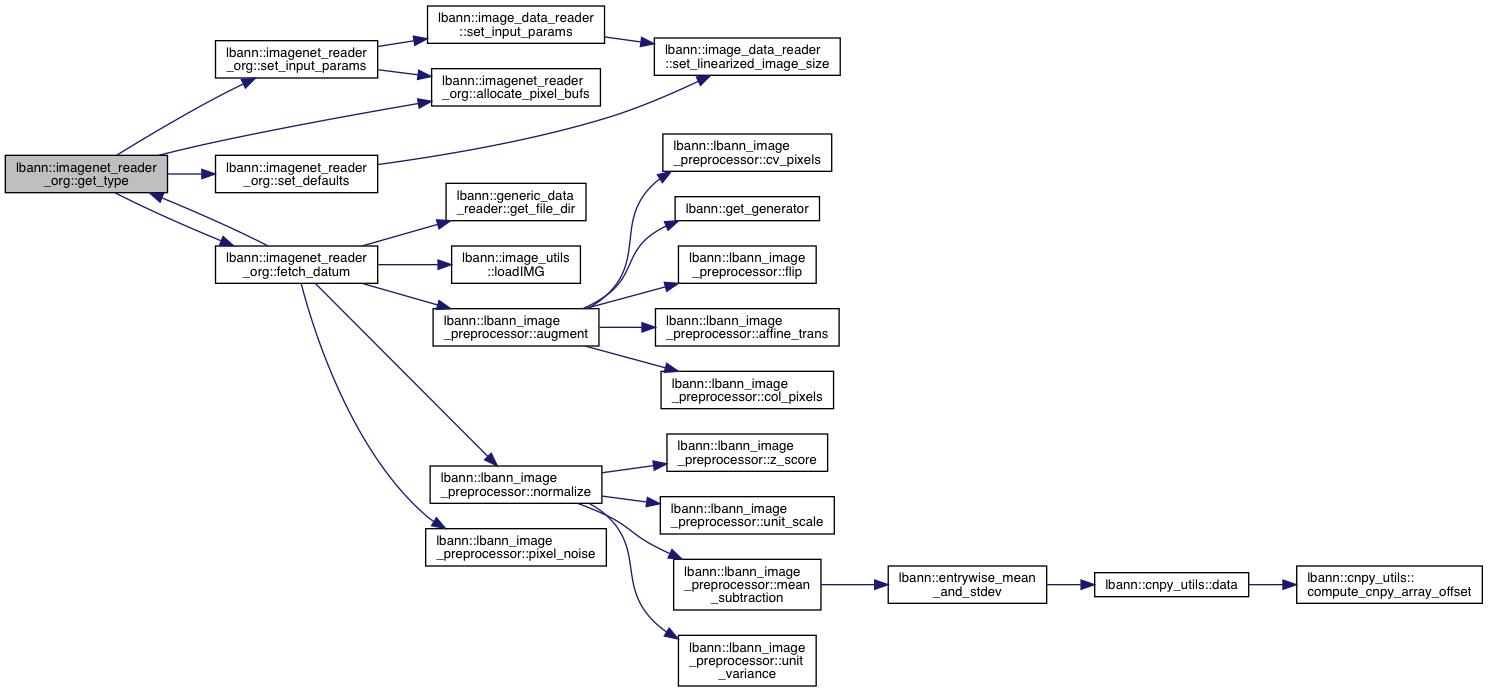 lbann::imagenet_reader
_org::get_type
lbann::imagenet_reader
_org::set_input_params
lbann::image_data_reader
::set_input_params
lbann::image_data_reader
::set_linearized_image_size
lbann::imagenet_reader
_org::allocate_pixel_bufs
lbann::imagenet_reader
_org::set_defaults
lbann::imagenet_reader
_org::fetch_datum
lbann::generic_data
_reader::get_file_dir
lbann::image_utils
::loadIMG
lbann::lbann_image
_preprocessor::augment
lbann::lbann_image
_preprocessor::cv_pixels
lbann::get_generator
lbann::lbann_image
_preprocessor::flip
lbann::lbann_image
_preprocessor::affine_trans
lbann::lbann_image
_preprocessor::col_pixels
lbann::lbann_image
_preprocessor::normalize
lbann::lbann_image
_preprocessor::pixel_noise
lbann::lbann_image
_preprocessor::z_score
lbann::lbann_image
_preprocessor::unit_scale
lbann::lbann_image
_preprocessor::mean
_subtraction
lbann::lbann_image
_preprocessor::unit
_variance
lbann::entrywise_mean
_and_stdev
lbann::cnpy_utils::data
lbann::cnpy_utils::
compute_cnpy_array_offset